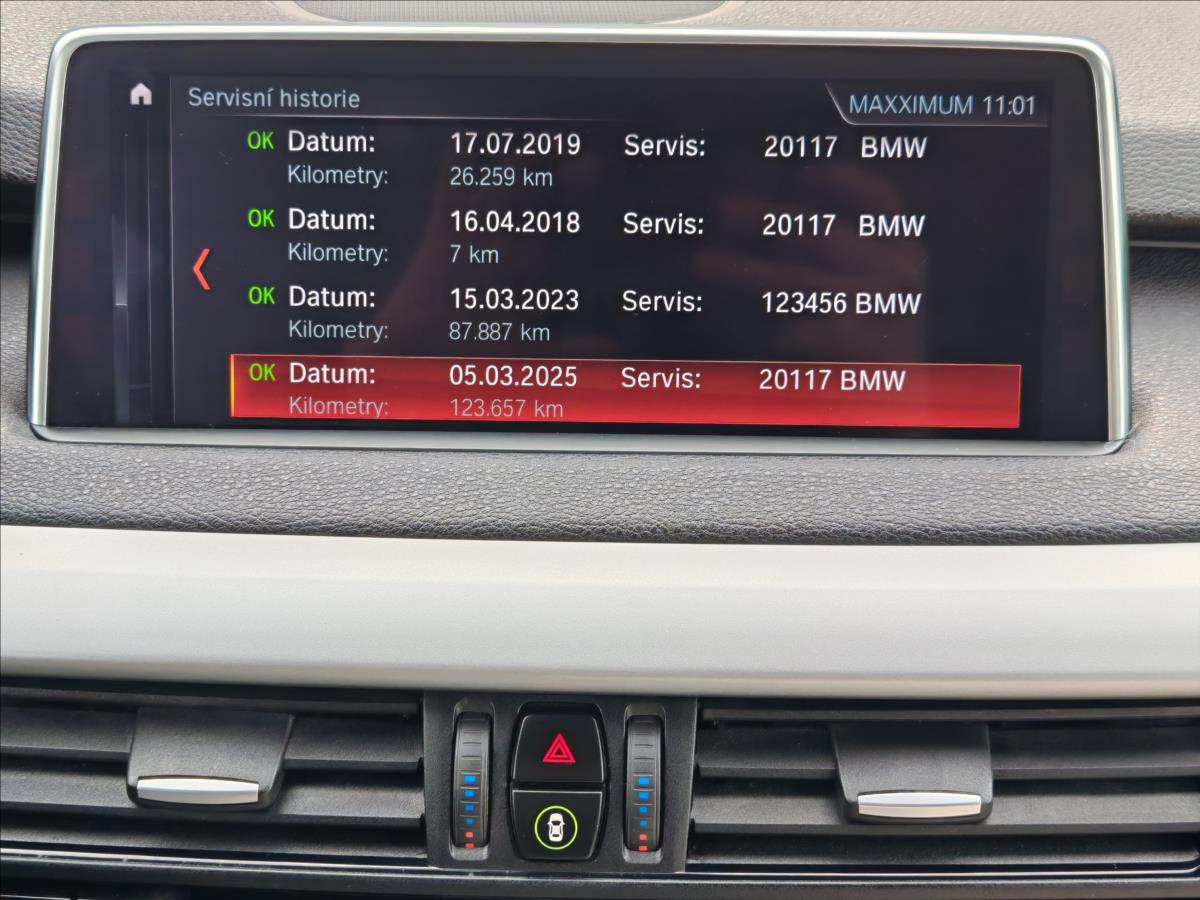 Servisní historie MAXXIMUM 11:01
OK Datum: 17.07.2019 Servis: 20117 BMW
Kilometry: 26.259 km
OK Datum: 16.04.2018 Servis: 20117 BMW
Kilometry: 7 km
OK Datum: 15.03.2023 Servis: 123456 BMW
Kilometry: 87.887 km
OK Datum: 05.03.2025 Servis: 20117 BMW
Kilometry: 123.657 km